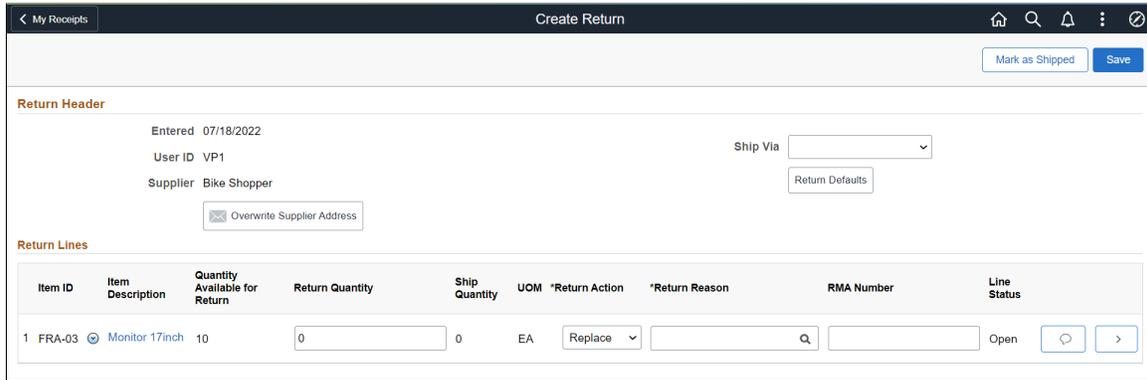 My Receipts
Create Return
Mark as Shipped
Save
Return Header
Entered 07/18/2022
User ID VP1
Supplier Bike Shopper
Overwrite Supplier Address
Ship Via
Return Defaults
Return Lines
Item ID
Item Description
Quantity Available for Return
Return Quantity
Ship Quantity
UOM
*Return Action
*Return Reason
RMA Number
Line Status
1 FRA-03 Monitor 17inch 10 0 0 EA Replace Open